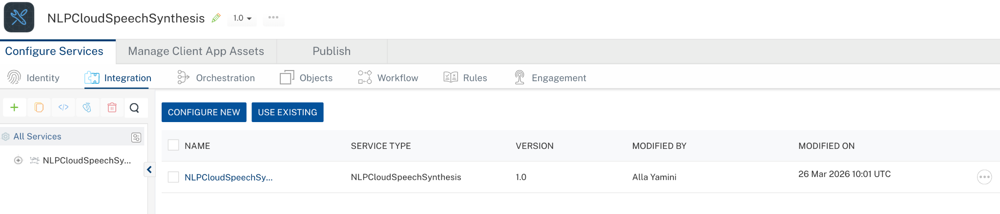 NLPCloudSpeechSynthesis 1.0
Configure Services Manage Client App Assets Publish
Identity Integration Orchestration Objects Workflow Rules Engagement
CONFIGURE NEW USE EXISTING
All Services
NLPCloudSpeechSy...
NAME SERVICE TYPE VERSION MODIFIED BY MODIFIED ON
NLPCloudSpeechSy... NLPCloudSpeechSynthesis 1.0 Alla Yamini 26 Mar 2026 10:01 UTC